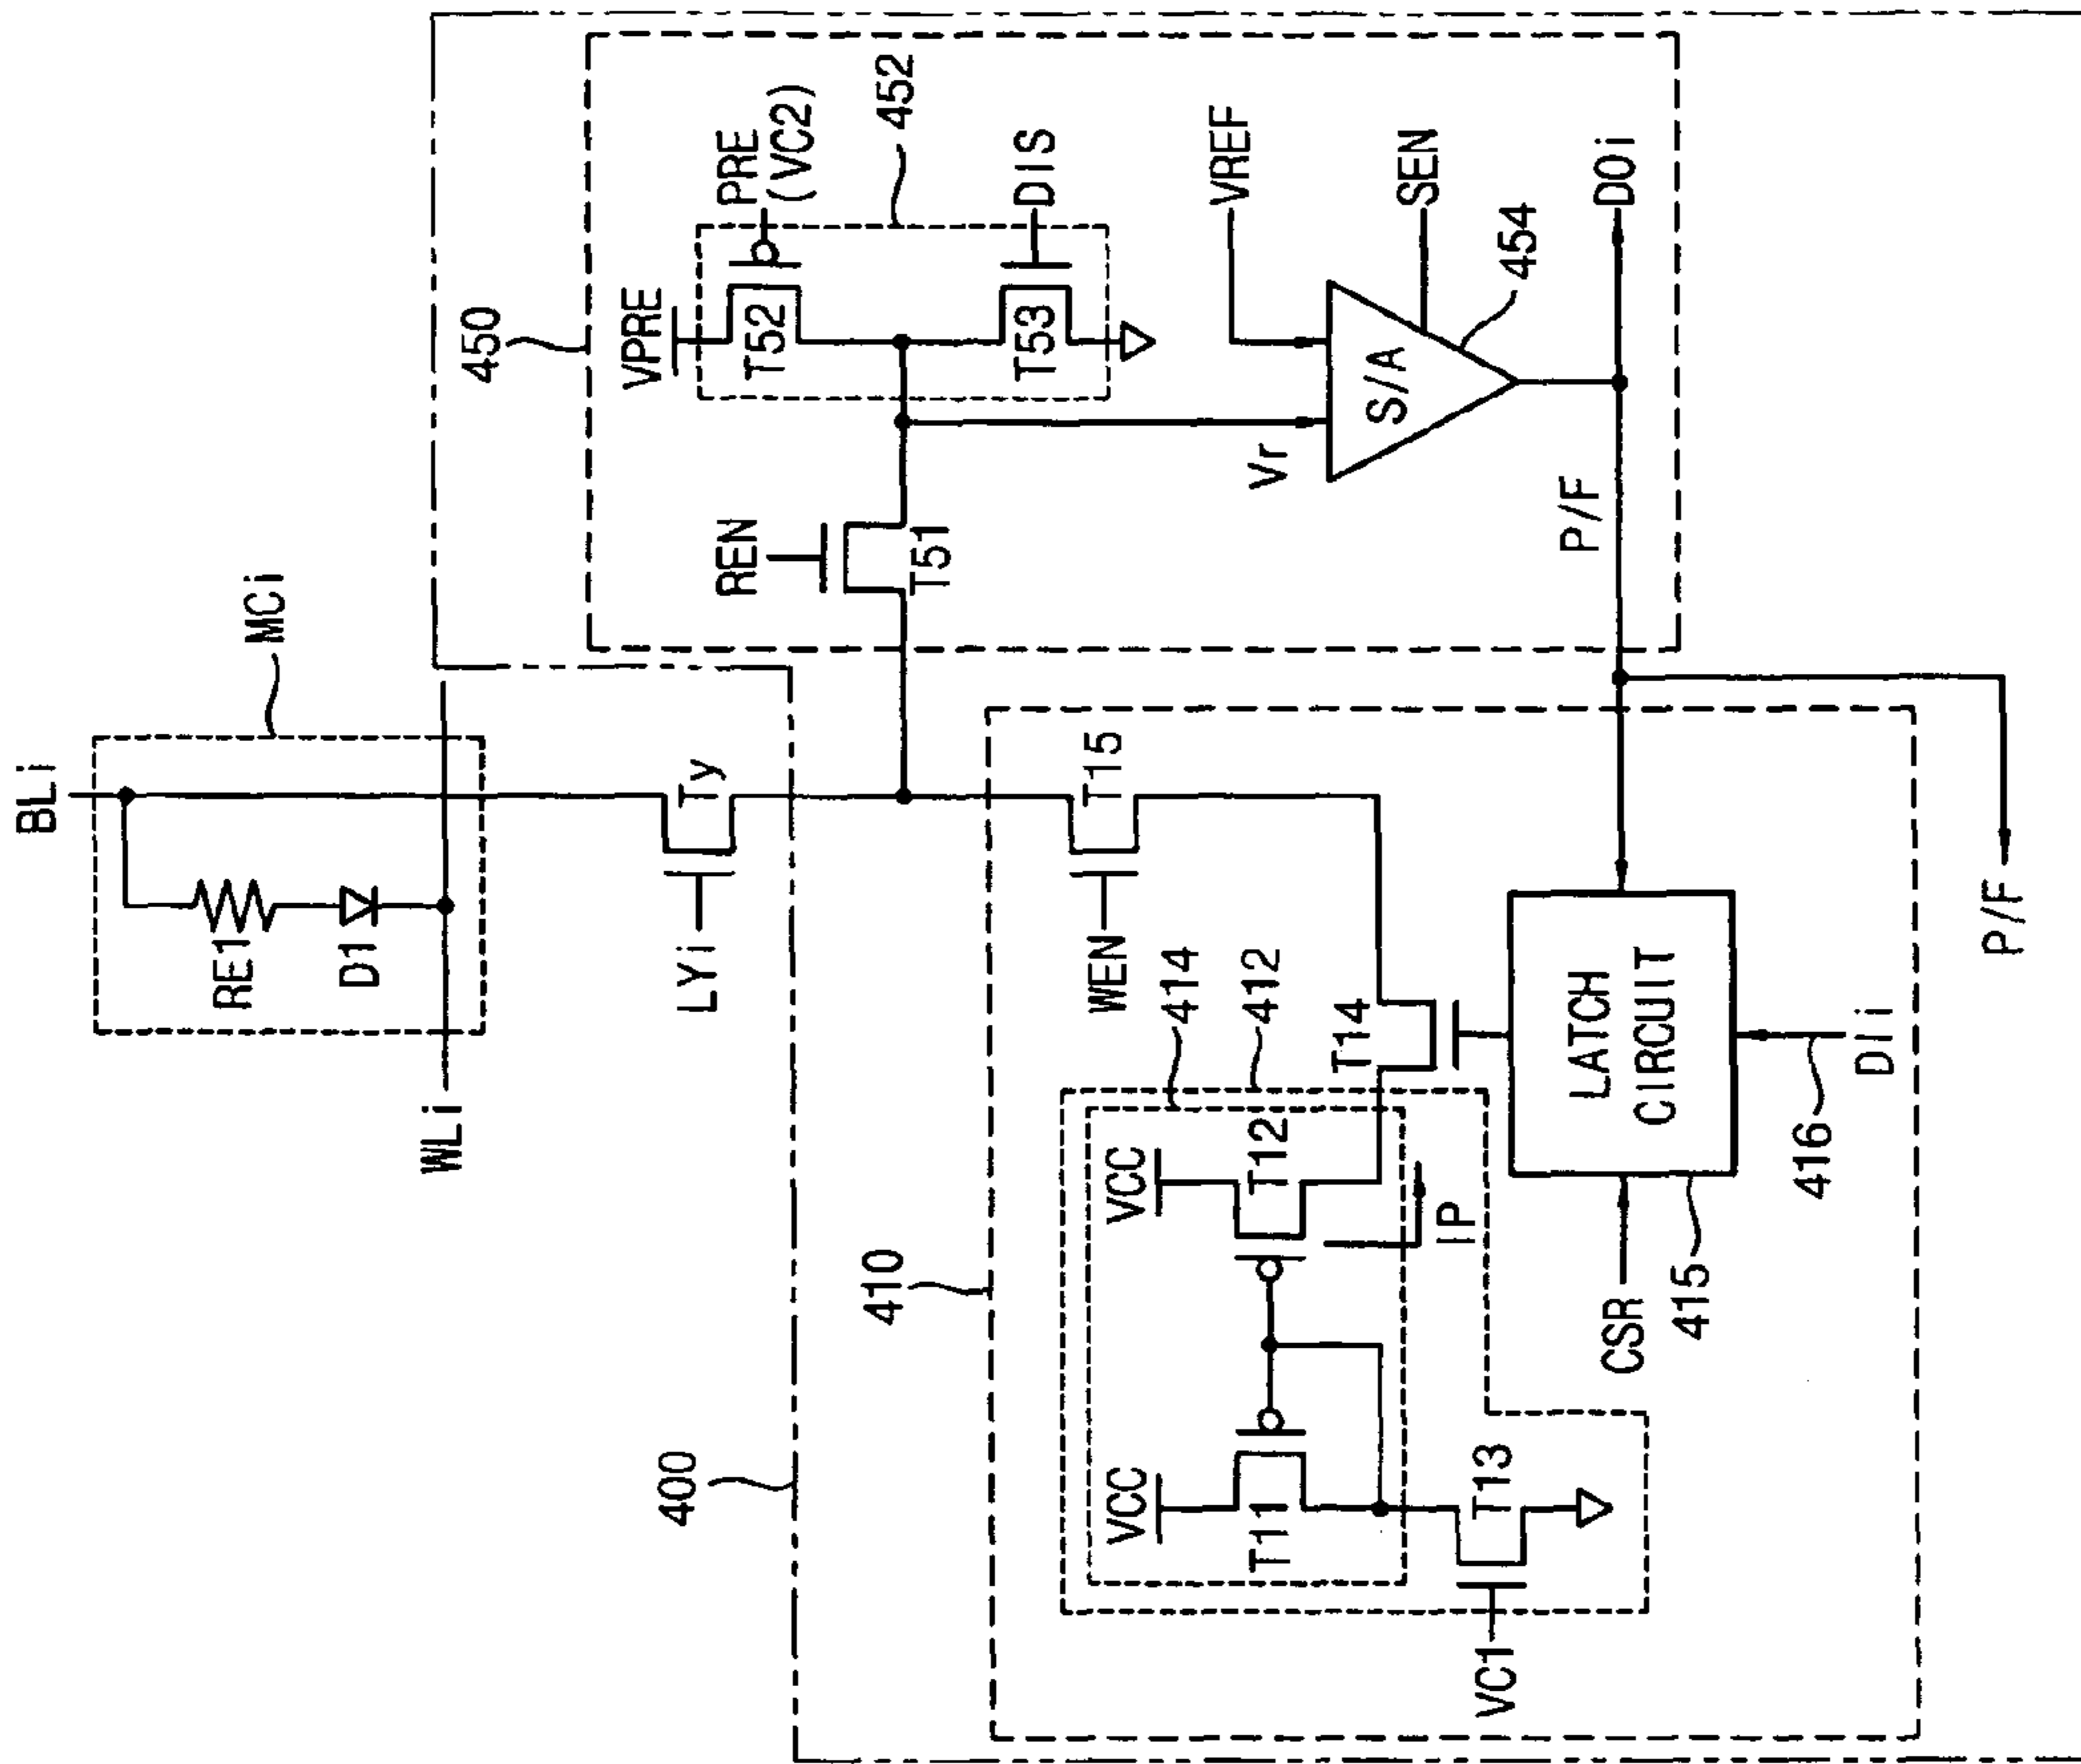 BLi
MCi
RE1
D1
WLi
LYi
Ty
400
450
VPRE
T52
PRE
(VC2)
452
REN
T51
T53
DIS
VREF
Vr
S/A
SEN
454
P/F
DOi
410
WEN
T15
414
412
VCC
T11
VCC
T12
T14
IP
T13
VC1
LATCH
CIRCUIT
CSR
415
416
DIi
P/F